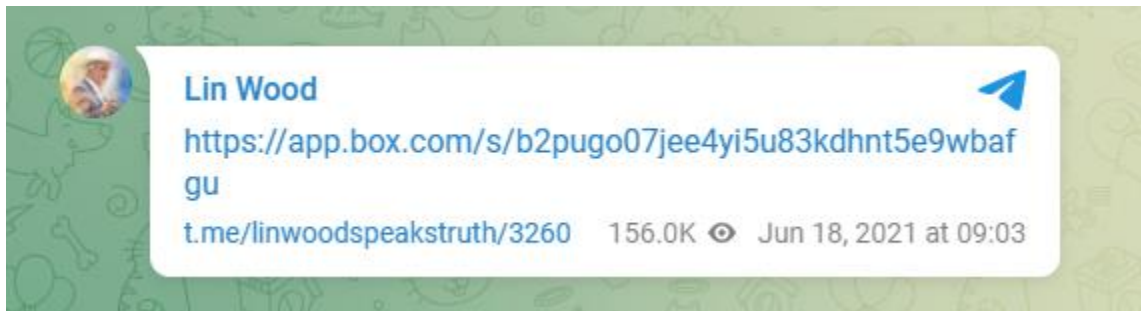 Lin Wood
https://app.box.com/s/b2pugo07jee4yi5u83kdhnt5e9wbaf
gu
t.me/linwoodspeakstruth/3260 156.0K Jun 18, 2021 at 09:03